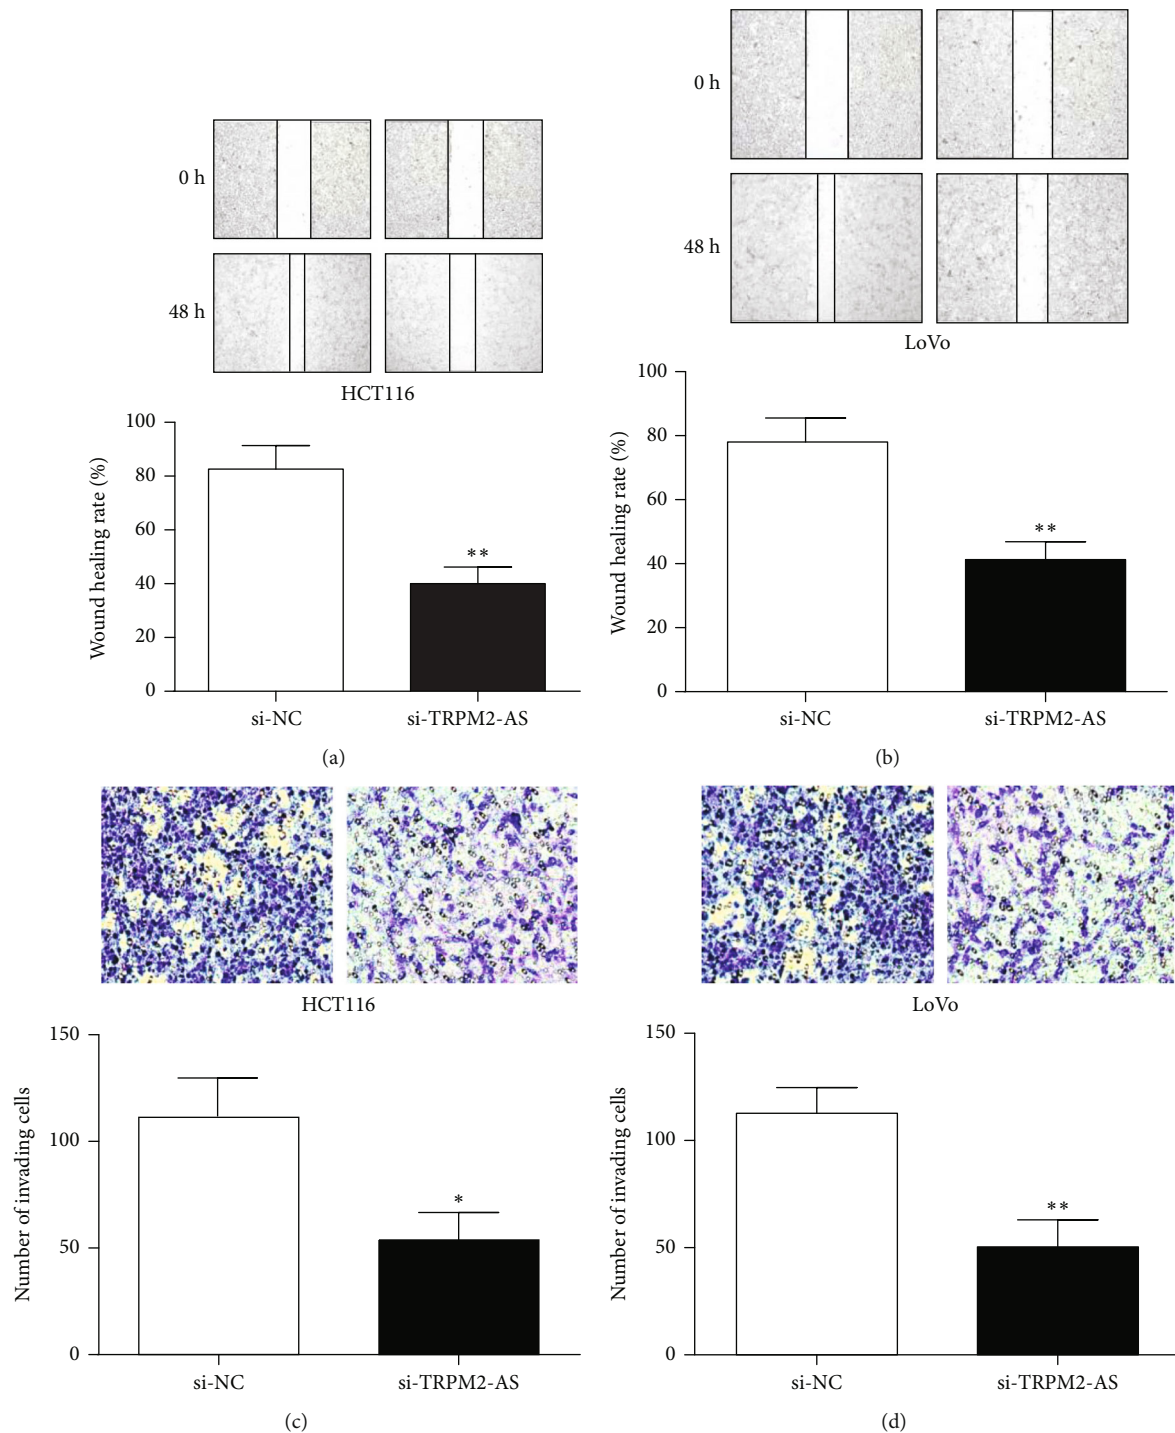 0 h
48 h
HCT116
100
80
60
40
20
0
Wound healing rate (%)
**
si-NC
si-TRPM2-AS
(a)
0 h
48 h
LoVo
100
80
60
40
20
0
Wound healing rate (%)
**
si-NC
si-TRPM2-AS
(b)
HCT116
150
100
50
0
Number of invading cells
*
si-NC
si-TRPM2-AS
(c)
LoVo
150
100
50
0
Number of invading cells
**
si-NC
si-TRPM2-AS
(d)